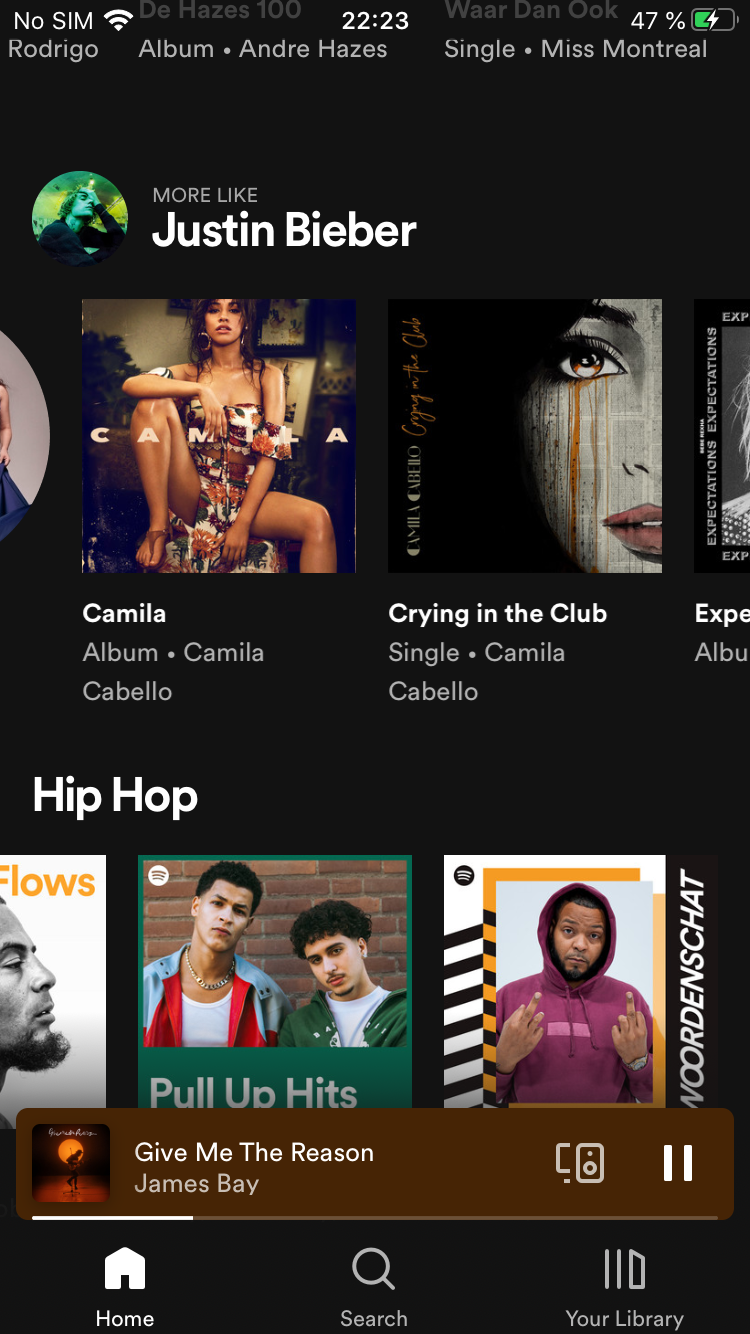 De Hazes 100
Waar Dan Ook
No SIM
22:23
47 %
Rodrigo
Album • Andre Hazes
Single • Miss Montreal
MORE LIKE
Justin Bieber
CAMILA
Crying in the Club
CAMILA CABELLO
EXP
EXPECTATIONS EXPECTATIONS
EXP
Camila
Album • Camila
Cabello
Crying in the Club
Single • Camila
Cabello
Expe
Albu
Hip Hop
Flows
Pull Up Hits
WOORDENSCHAT
Give Me The Reason
James Bay
Home
Search
Your Library